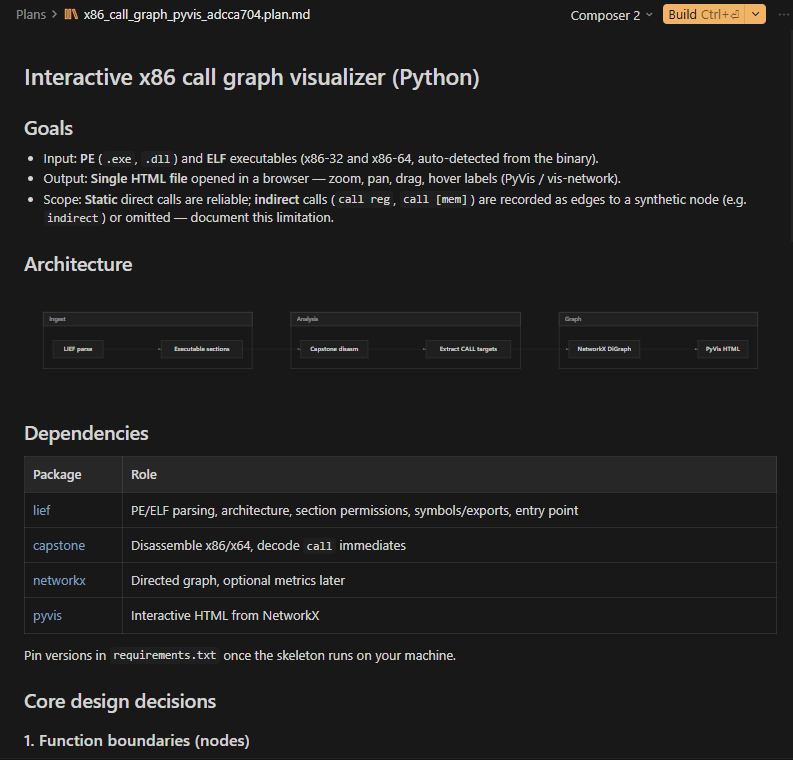 Plans > x86_call_graph_pyvis_adcca704.plan.md
Composer 2
Build Ctrl+⏎
Interactive x86 call graph visualizer (Python)
Goals
• Input: PE ( .exe , .dll ) and ELF executables (x86-32 and x86-64, auto-detected from the binary).
• Output: Single HTML file opened in a browser — zoom, pan, drag, hover labels (PyVis / vis-network).
• Scope: Static direct calls are reliable; indirect calls ( call reg , call [mem] ) are recorded as edges to a synthetic node (e.g.
indirect ) or omitted — document this limitation.
Architecture
Ingest
LIEF parse
Executable sections
Analysis
Capstone disasm
Extract CALL targets
Graph
NetworkX DiGraph
PyVis HTML
Dependencies
Package Role
lief PE/ELF parsing, architecture, section permissions, symbols/exports, entry point
capstone Disassemble x86/x64, decode call immediates
networkx Directed graph, optional metrics later
pyvis Interactive HTML from NetworkX
Pin versions in requirements.txt once the skeleton runs on your machine.
Core design decisions
1. Function boundaries (nodes)